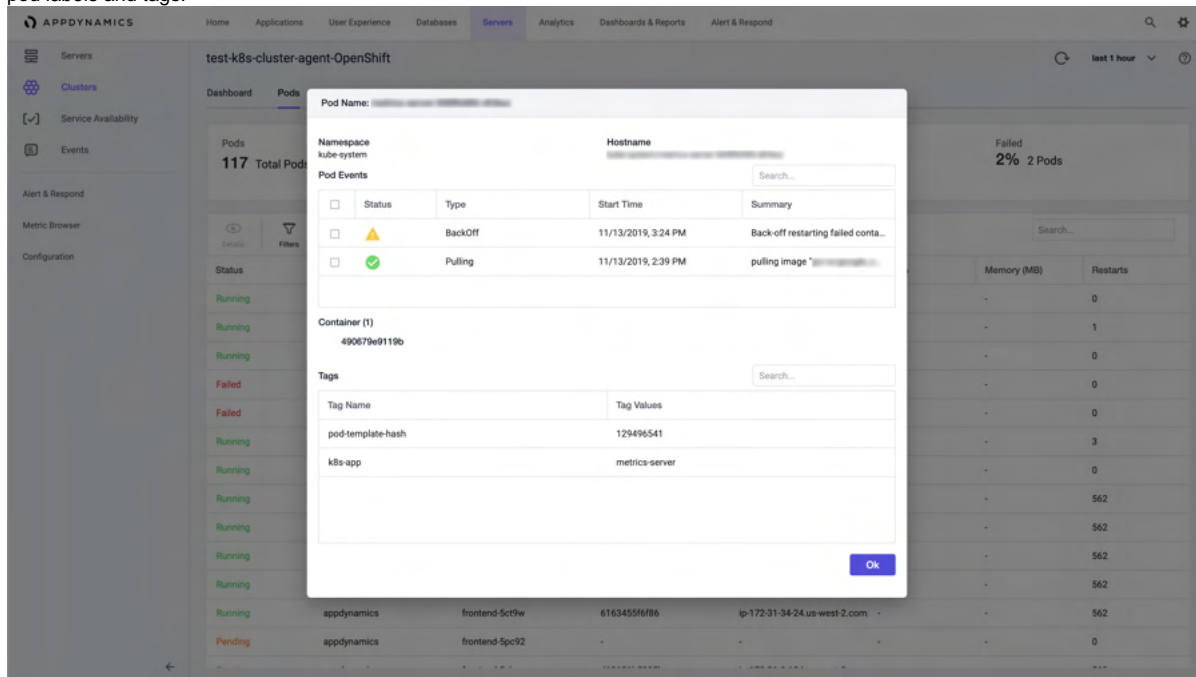 pod labels and tags.
APPDYNAMICS Home Applications User Experience Databases Servers Analytics Dashboards & Reports Alert & Respond
Servers
Clusters
Service Availability
Events
Alert & Respond
Metric Browser
Configuration
test-k8s-cluster-agent-OpenShift last 1 hour
Dashboard Pods
Pods
117 Total Pods
Failed
2% 2 Pods
Details Filters Search...
Status Memory (MB) Restarts
Running - 0
Running - 1
Running - 0
Failed - 0
Failed - 0
Running - 3
Running - 0
Running - 562
Running - 562
Running - 562
Running - 562
Running appdynamics frontend-5ct9w 6163455f6f86 ip-172-31-34-24.us-west-2.com - - 562
Pending appdynamics frontend-5pc92 - - - - 0
Pod Name:
Namespace Hostname
kube-system
Pod Events Search...
Status Type Start Time Summary
BackOff 11/13/2019, 3:24 PM Back-off restarting failed conta...
Pulling 11/13/2019, 2:39 PM pulling image "
Container (1)
490679e9119b
Tags Search...
Tag Name Tag Values
pod-template-hash 129496541
k8s-app metrics-server
Ok